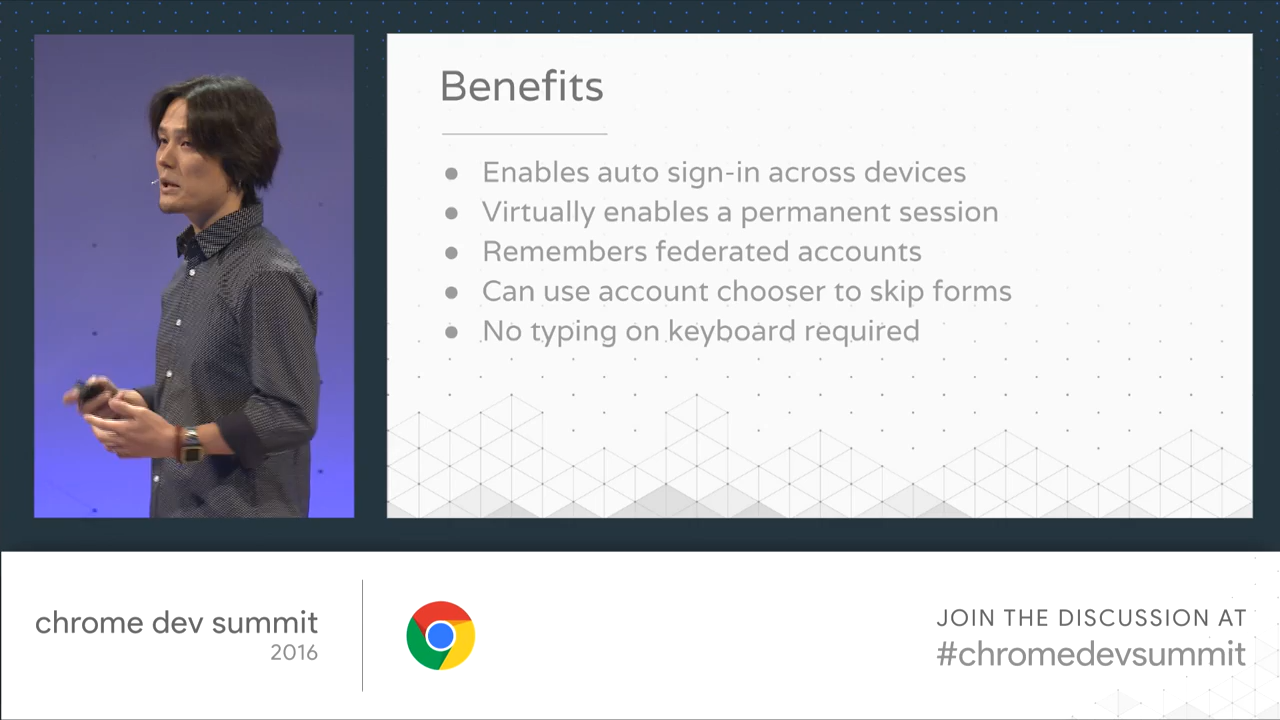 Benefits
● Enables auto sign-in across devices
● Virtually enables a permanent session
● Remembers federated accounts
● Can use account chooser to skip forms
● No typing on keyboard required
chrome dev summit
2016
JOIN THE DISCUSSION AT
#chromedevsummit